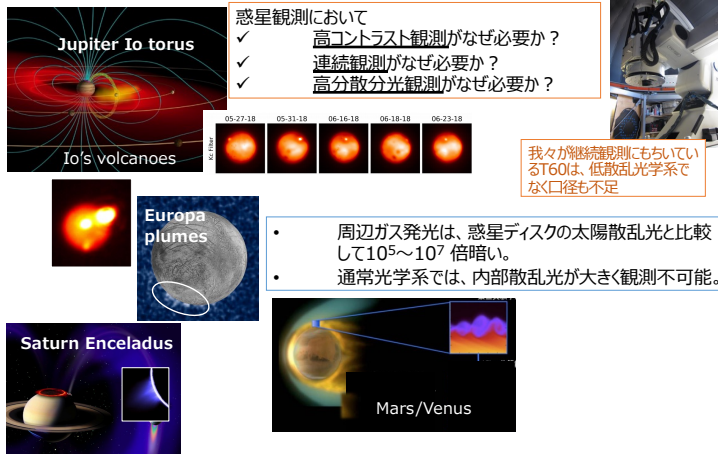 Jupiter Io torus
Io's volcanoes
惑星観測において
✓ 高コントラスト観測がなぜ必要か？
✓ 連続観測がなぜ必要か？
✓ 高分散分光観測がなぜ必要か？
05-27-18 05-31-18 06-16-18 06-18-18 06-23-18
Kc Filter
我々が継続観測にもちいてい
るT60は、低散乱光学系で
なく口径も不足
Europa
plumes
• 周辺ガス発光は、惑星ディスクの太陽散乱光と比較
して10⁵～10⁷ 倍暗い。
• 通常光学系では、内部散乱光が大きく観測不可能。
Saturn Enceladus
Mars/Venus